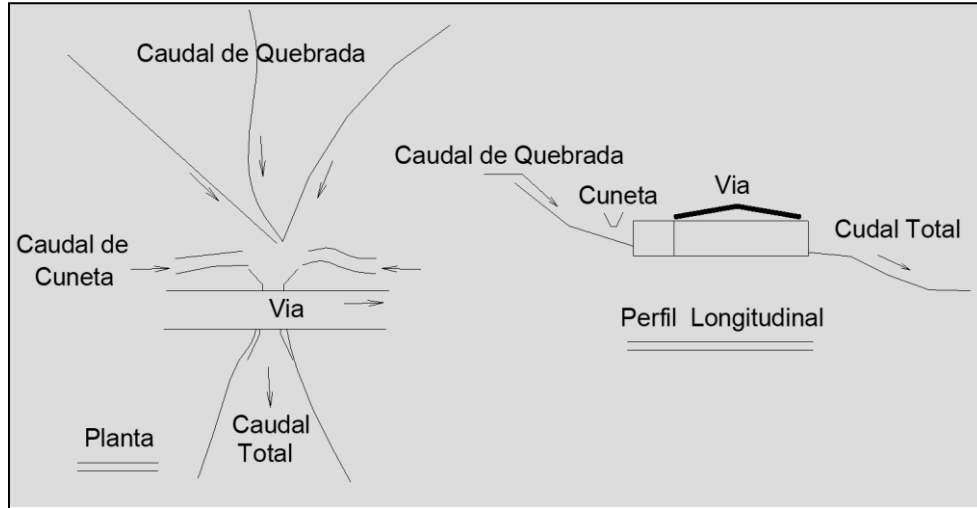 Caudal de Quebrada
Caudal de
Cuneta
Via
Caudal
Total
Planta
Caudal de Quebrada
Cuneta
Via
Cudal Total
Perfil Longitudinal